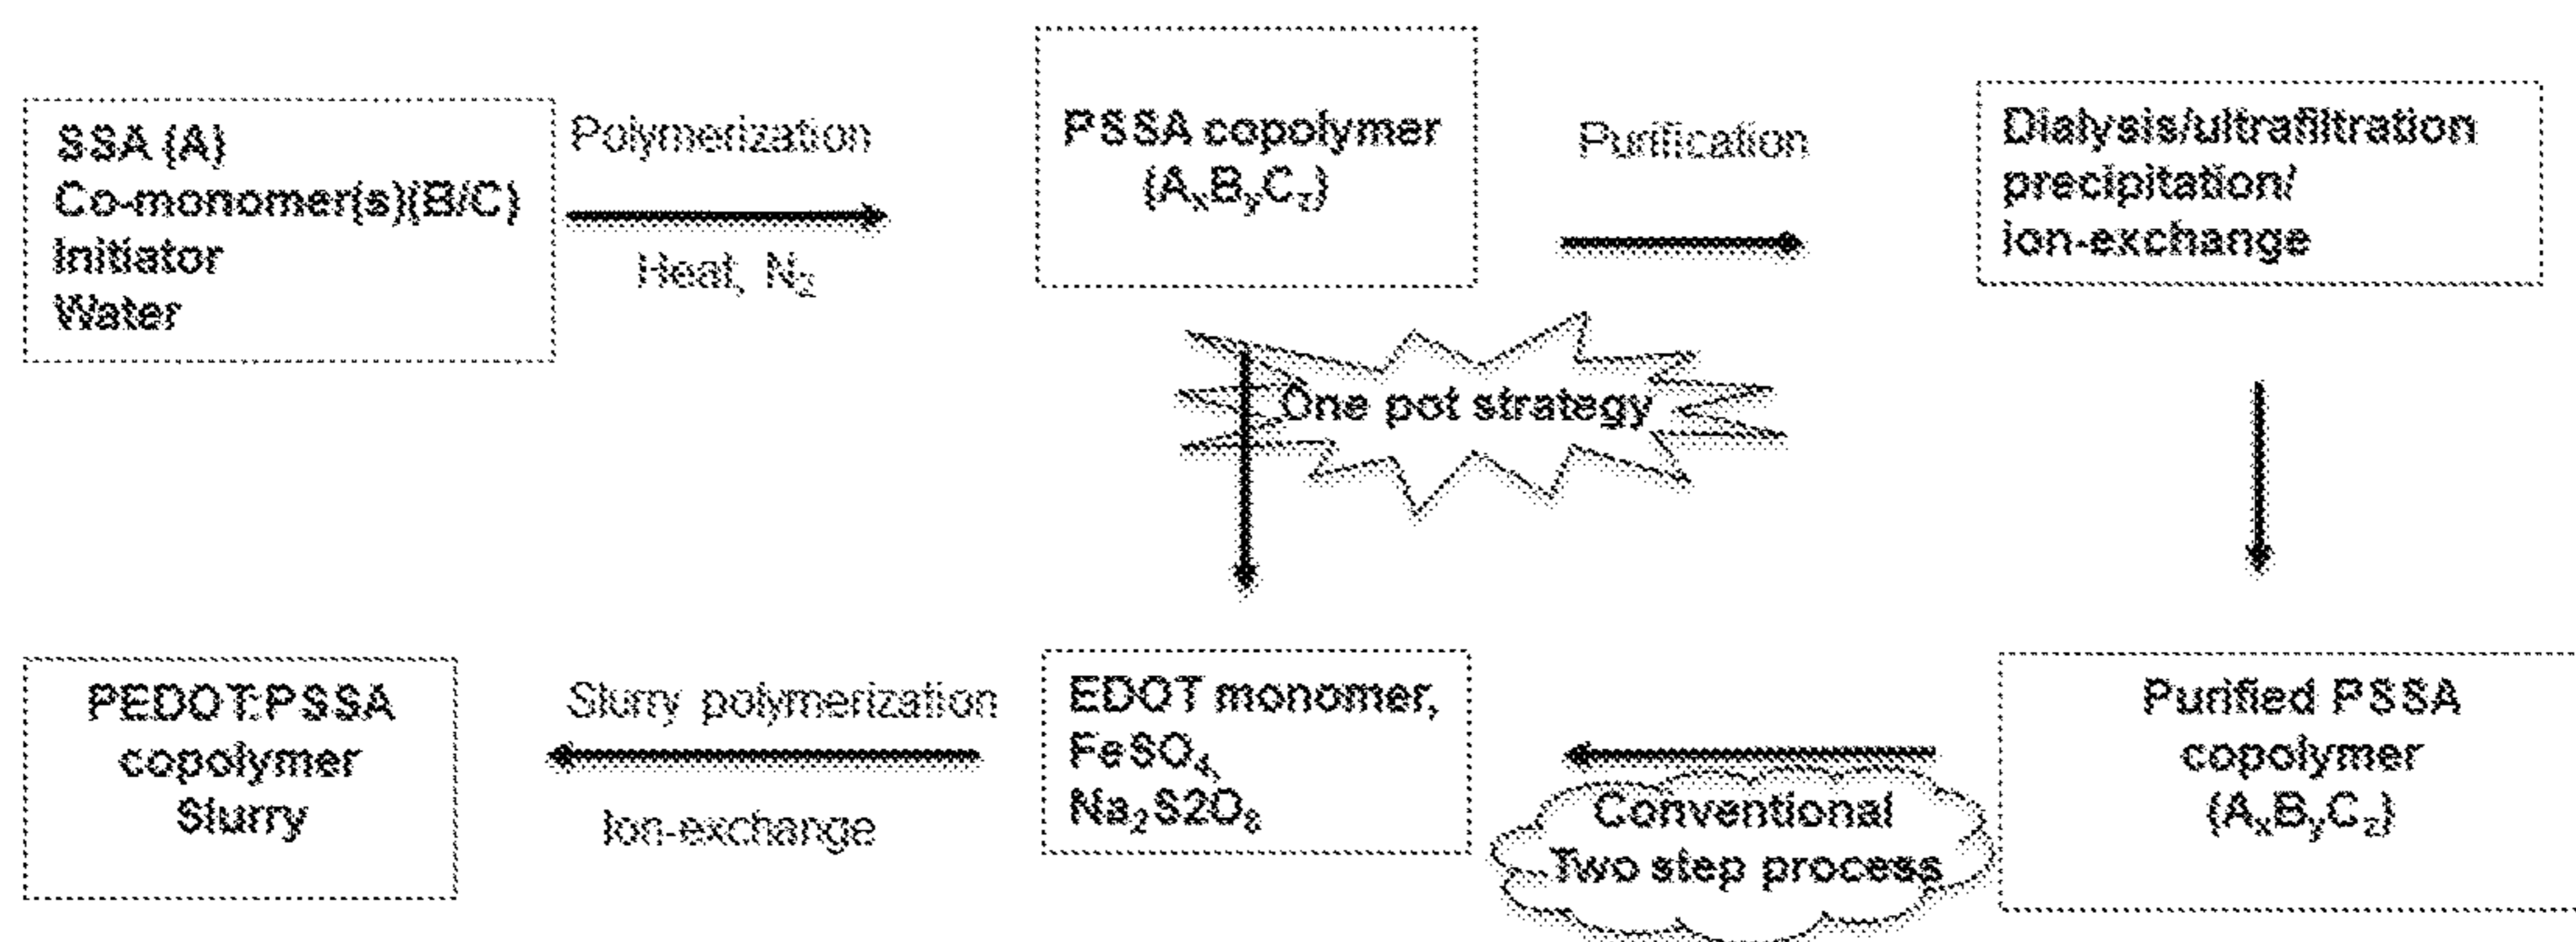 SSA (A)
Co-monomer(s)(B/C)
Initiator
Water
Polymerization
Heat, N₂
PSSA copolymer
(AₓBᵧC₂)
Purification
Dialysis/ultrafiltration
precipitation/
ion-exchange
One pot strategy
PEDOT:PSSA
copolymer
Slurry
Slurry polymerization
Ion-exchange
EDOT monomer,
FeSO₄,
Na₂S2O₈
Conventional
Two step process
Purified PSSA
copolymer
(AₓBᵧC₂)